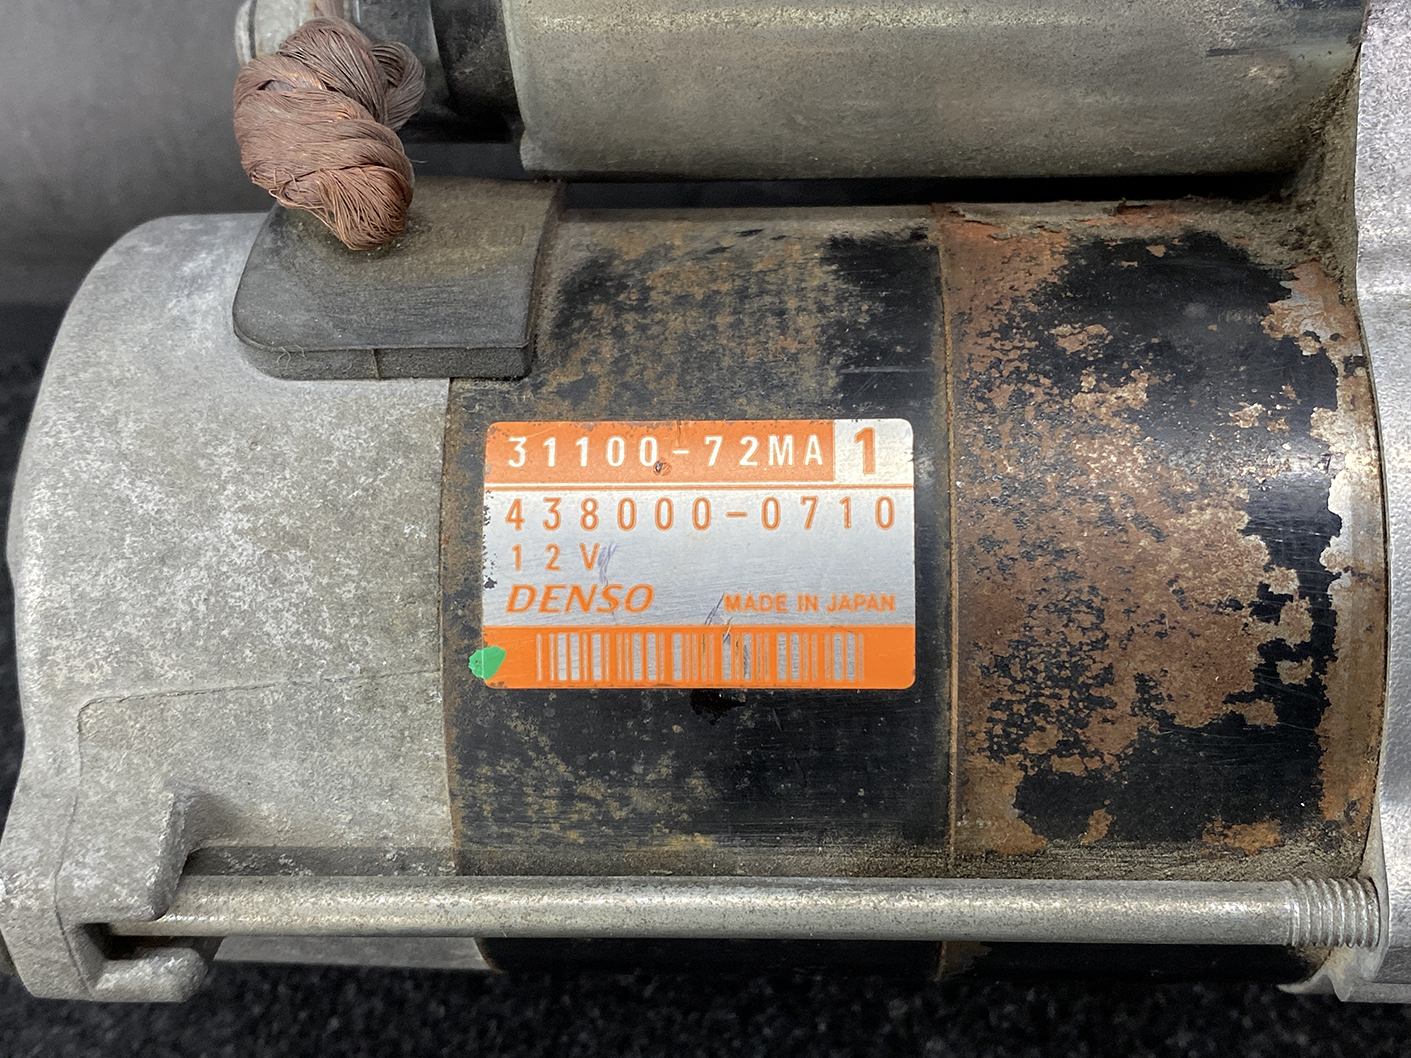 31100-72MA 1
438000-0710
12V
DENSO MADE IN JAPAN